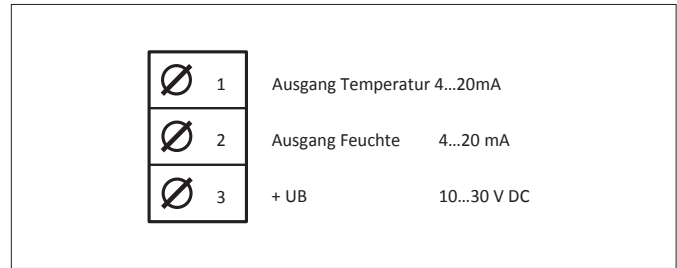 1 Ausgang Temperatur 4...20mA
2 Ausgang Feuchte 4...20 mA
3 + UB 10...30 V DC